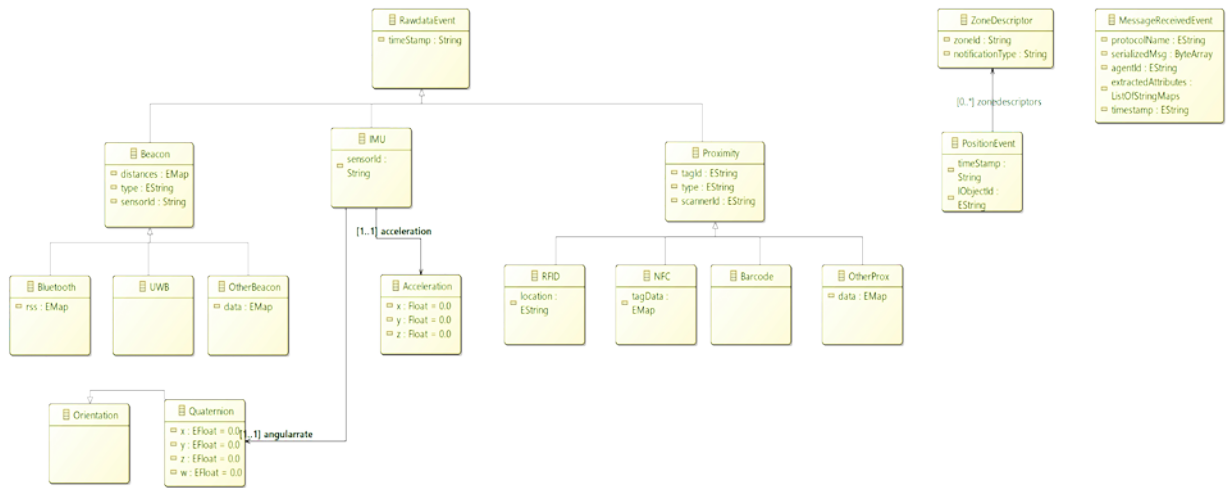 RawdataEvent
timeStamp : String
ZoneDescriptor
zoneId : String
notificationType : String
MessageReceivedEvent
protocolName : EString
serializedMsg : ByteArray
agentId : EString
extractedAttributes :
ListOfStringMaps
timestamp : EString
[0..*] zonedescriptors
PositionEvent
timeStamp :
String
lObjectId :
EString
Beacon
distances : EMap
type : EString
sensorId : String
IMU
sensorId :
String
Proximity
tagId : EString
type : EString
scannerId : EString
[1..1] acceleration
Bluetooth
rss : EMap
UWB
OtherBeacon
data : EMap
Acceleration
x : Float = 0.0
y : Float = 0.0
z : Float = 0.0
RFID
location :
EString
NFC
tagData :
EMap
Barcode
OtherProx
data : EMap
Orientation
Quaternion
x : EFloat = 0.0
y : EFloat = 0.0
z : EFloat = 0.0
w : EFloat = 0.0
[1..1] angularrate